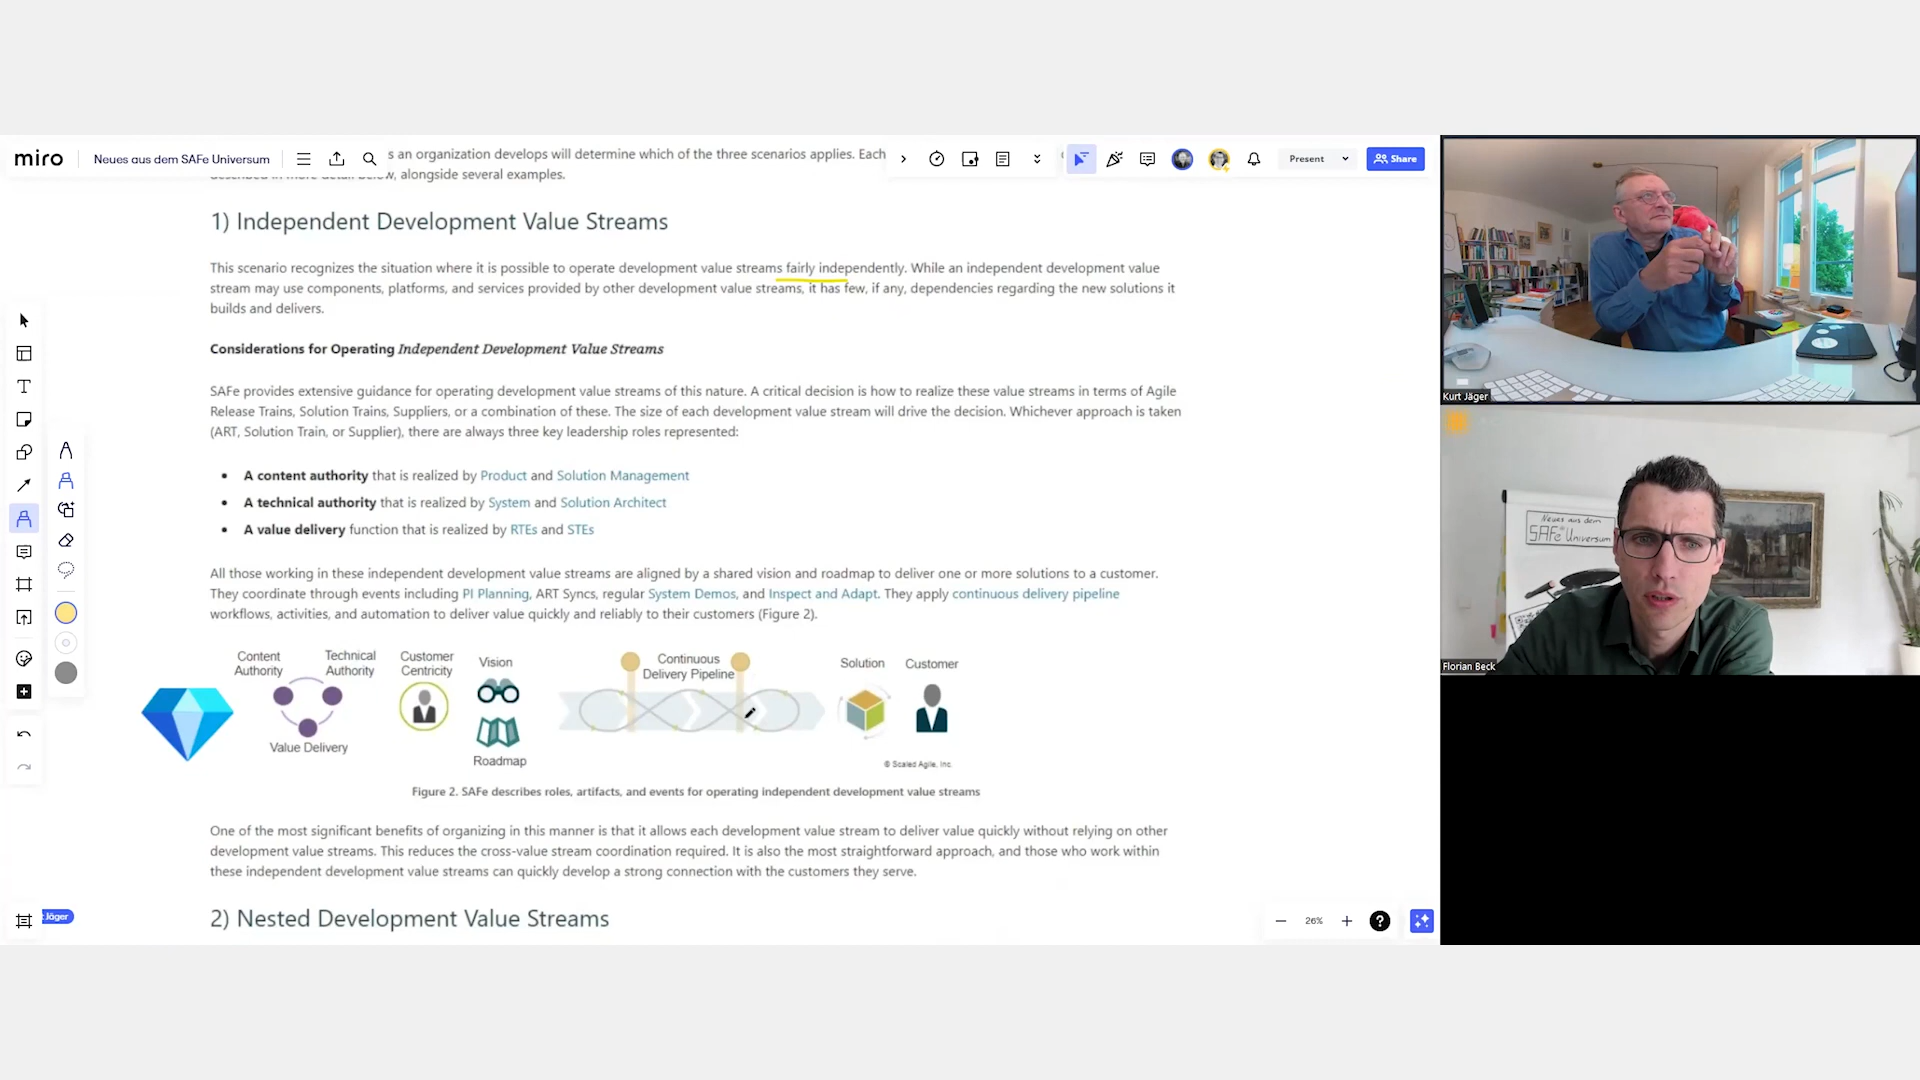 miro
Neues aus dem SAFe Universum
s an organization develops will determine which of the three scenarios applies. Each
described in more detail below, alongside several examples.
Present
Share
1) Independent Development Value Streams
This scenario recognizes the situation where it is possible to operate development value streams fairly independently. While an independent development value
stream may use components, platforms, and services provided by other development value streams, it has few, if any, dependencies regarding the new solutions it
builds and delivers.
Considerations for Operating Independent Development Value Streams
SAFe provides extensive guidance for operating development value streams of this nature. A critical decision is how to realize these value streams in terms of Agile
Release Trains, Solution Trains, Suppliers, or a combination of these. The size of each development value stream will drive the decision. Whichever approach is taken
(ART, Solution Train, or Supplier), there are always three key leadership roles represented:
• A content authority that is realized by Product and Solution Management
• A technical authority that is realized by System and Solution Architect
• A value delivery function that is realized by RTEs and STEs
All those working in these independent development value streams are aligned by a shared vision and roadmap to deliver one or more solutions to a customer.
They coordinate through events including PI Planning, ART Syncs, regular System Demos, and Inspect and Adapt. They apply continuous delivery pipeline
workflows, activities, and automation to deliver value quickly and reliably to their customers (Figure 2).
Content
Authority
Technical
Authority
Value Delivery
Customer
Centricity
Vision
Roadmap
Continuous
Delivery Pipeline
Solution
Customer
© Scaled Agile, Inc.
Figure 2. SAFe describes roles, artifacts, and events for operating independent development value streams
One of the most significant benefits of organizing in this manner is that it allows each development value stream to deliver value quickly without relying on other
development value streams. This reduces the cross-value stream coordination required. It is also the most straightforward approach, and those who work within
these independent development value streams can quickly develop a strong connection with the customers they serve.
2) Nested Development Value Streams
t Jäger
26%
Kurt Jäger
Neues aus dem
SAFe Universum
Florian Beck